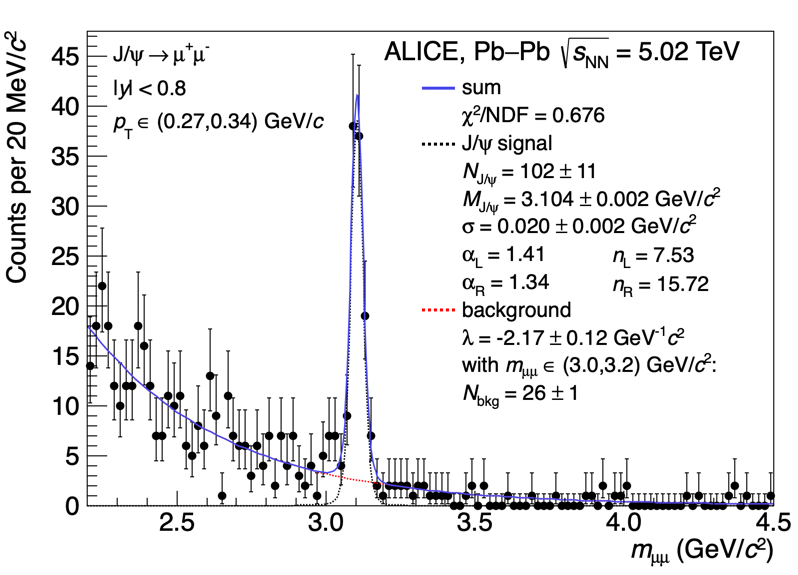 ALICE, Pb–Pb √sNN = 5.02 TeV
J/ψ → μ⁺μ⁻
|y| < 0.8
pT ∈ (0.27,0.34) GeV/c
sum
χ²/NDF = 0.676
J/ψ signal
NJ/ψ = 102 ± 11
MJ/ψ = 3.104 ± 0.002 GeV/c²
σ = 0.020 ± 0.002 GeV/c²
αL = 1.41 nL = 7.53
αR = 1.34 nR = 15.72
background
λ = -2.17 ± 0.12 GeV⁻¹c²
with mμμ ∈ (3.0,3.2) GeV/c²:
Nbkg = 26 ± 1
Counts per 20 MeV/c²
45
40
35
30
25
20
15
10
5
0
2.5 3.0 3.5 4.0 4.5
mμμ (GeV/c²)